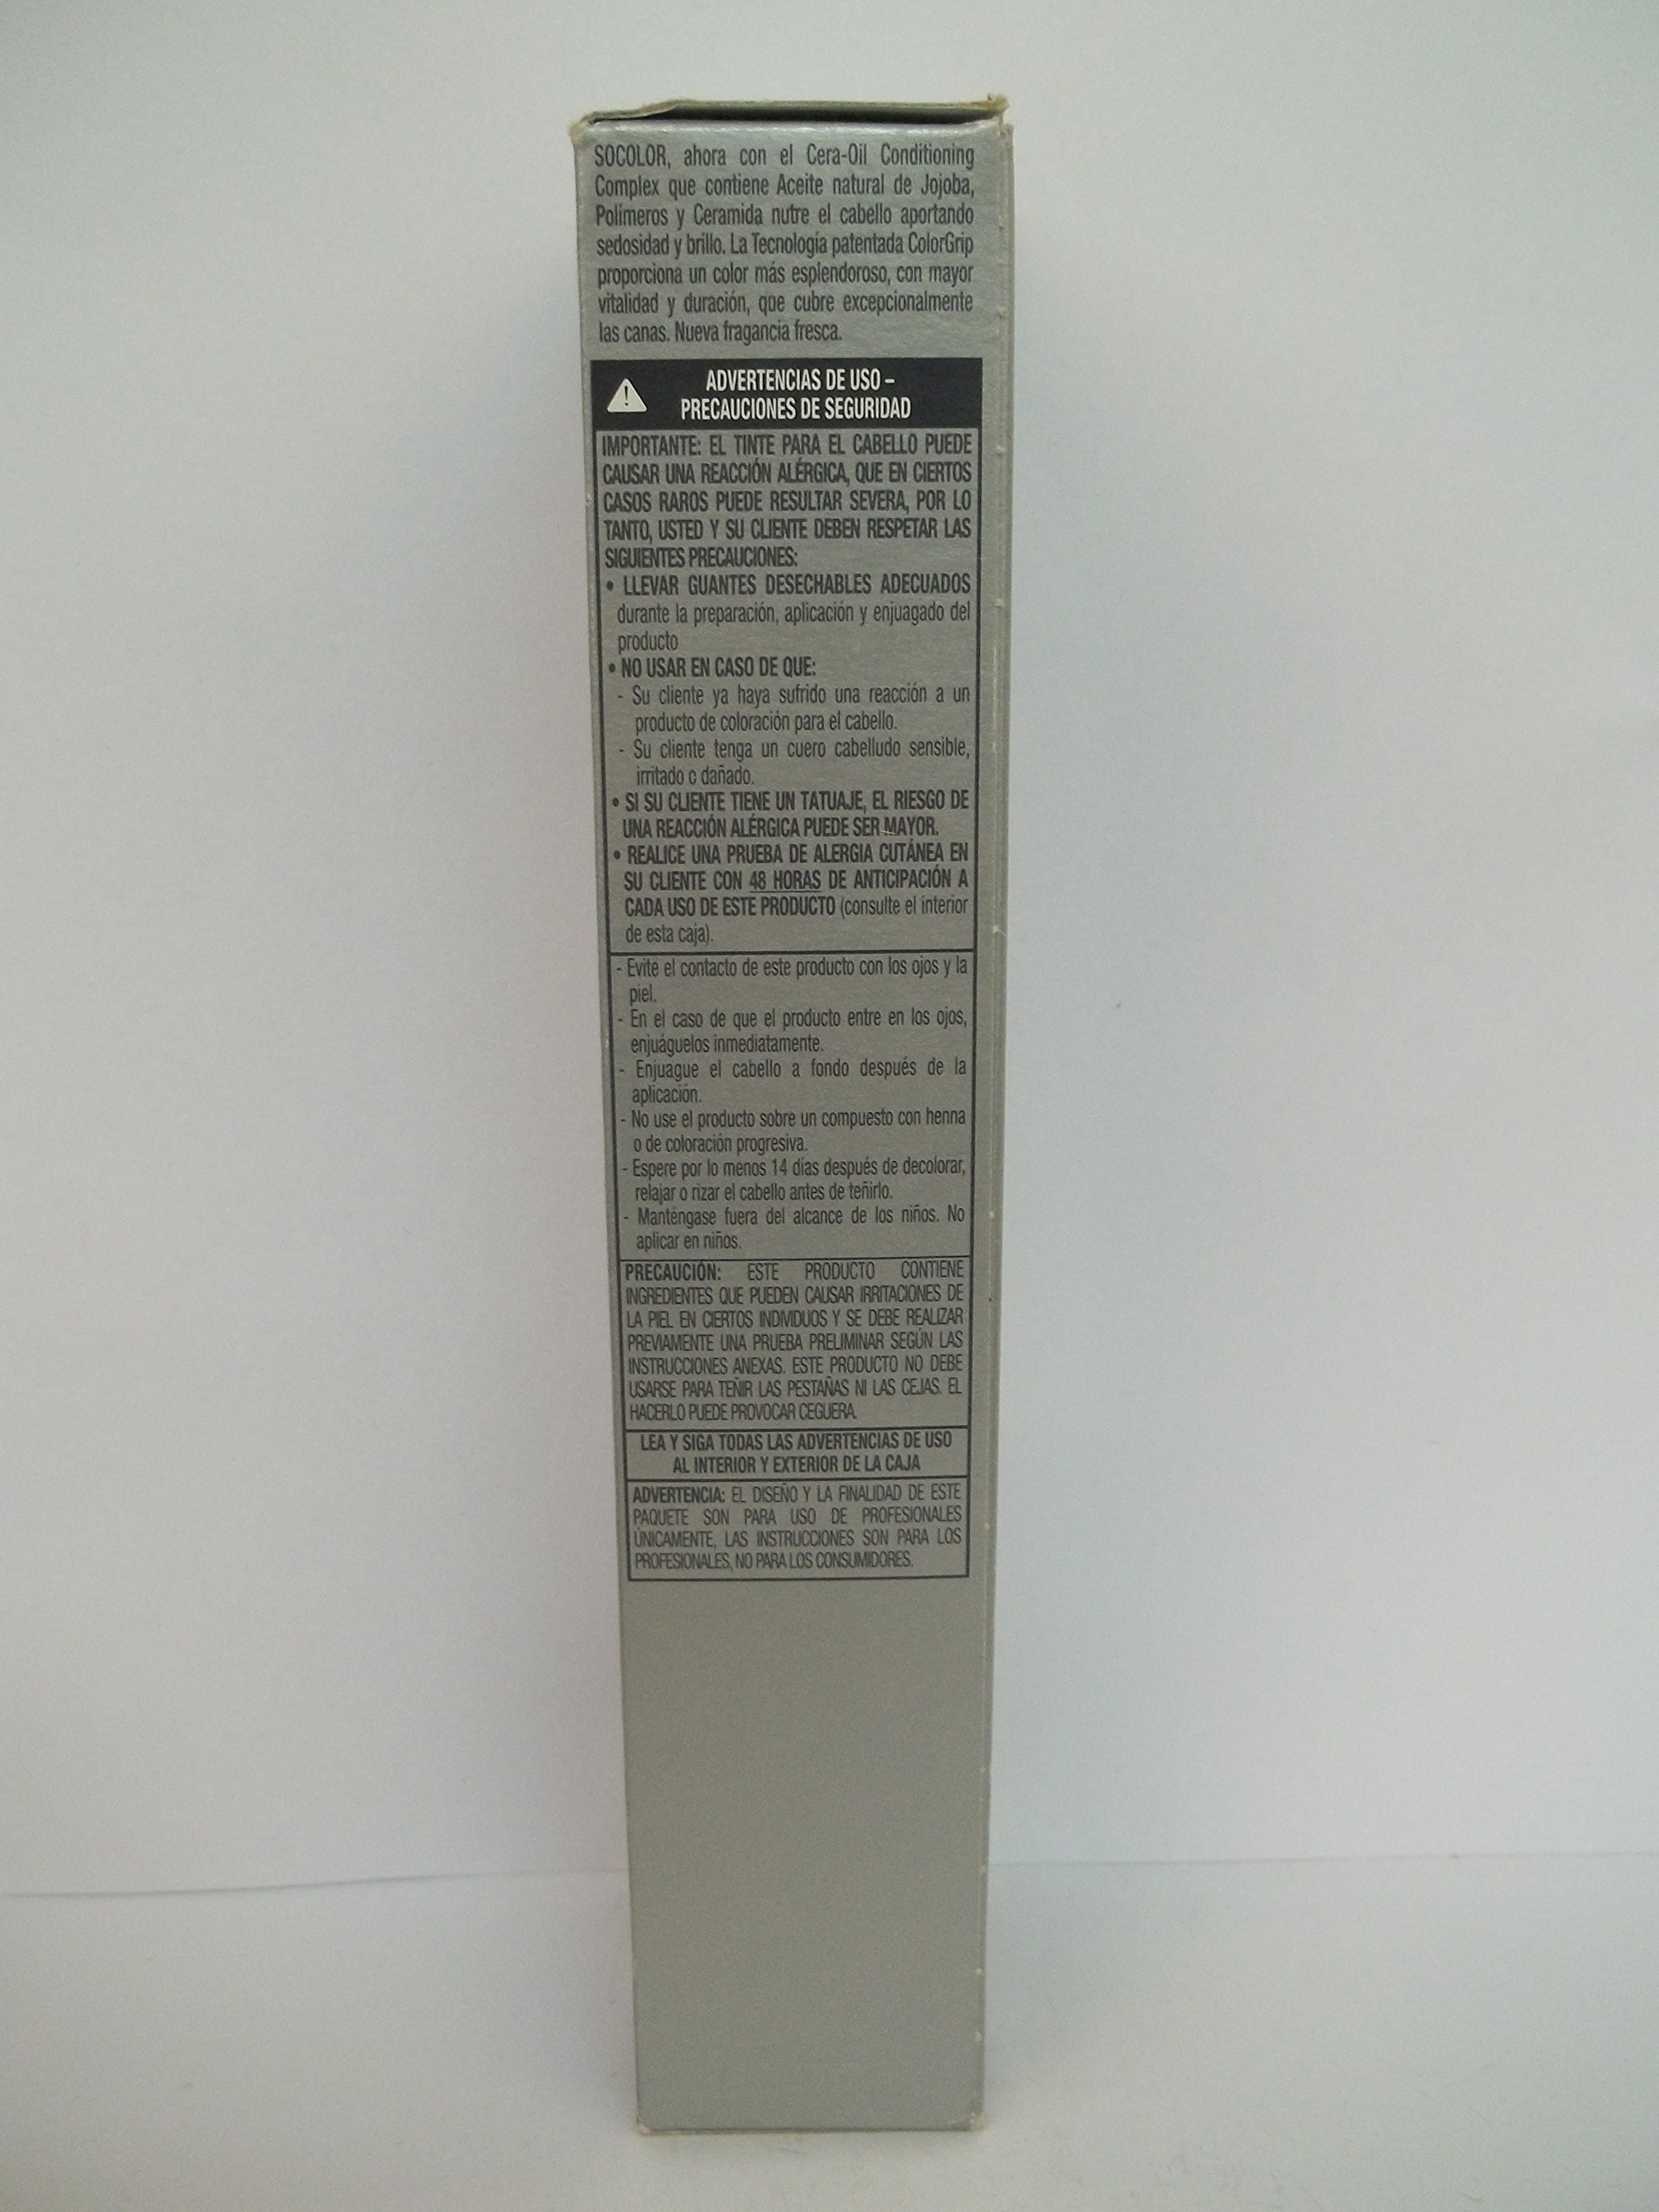 SOCOLOR, ahora con el Cera-Oil Conditioning
Complex que contiene Aceite natural de Jojoba,
Polímeros y Ceramida nutre el cabello aportando
sedosidad y brillo. La Tecnología patentada ColorGrip
proporciona un color más esplendoroso, con mayor
vitalidad y duración, que cubre excepcionalmente
las canas. Nueva fragancia fresca.
ADVERTENCIAS DE USO –
PRECAUCIONES DE SEGURIDAD
IMPORTANTE: EL TINTE PARA EL CABELLO PUEDE
CAUSAR UNA REACCIÓN ALÉRGICA, QUE EN CIERTOS
CASOS RAROS PUEDE RESULTAR SEVERA, POR LO
TANTO, USTED Y SU CLIENTE DEBEN RESPETAR LAS
SIGUIENTES PRECAUCIONES:
• LLEVAR GUANTES DESECHABLES ADECUADOS
durante la preparación, aplicación y enjuagado del
producto
• NO USAR EN CASO DE QUE:
- Su cliente ya haya sufrido una reacción a un
producto de coloración para el cabello.
- Su cliente tenga un cuero cabelludo sensible,
irritado o dañado.
• SI SU CLIENTE TIENE UN TATUAJE, EL RIESGO DE
UNA REACCIÓN ALÉRGICA PUEDE SER MAYOR.
• REALICE UNA PRUEBA DE ALERGIA CUTÁNEA EN
SU CLIENTE CON 48 HORAS DE ANTICIPACIÓN A
CADA USO DE ESTE PRODUCTO (consulte el interior
de esta caja).
- Evite el contacto de este producto con los ojos y la
piel.
- En el caso de que el producto entre en los ojos,
enjuáguelos inmediatamente.
- Enjuague el cabello a fondo después de la
aplicación.
- No use el producto sobre un compuesto con henna
o de coloración progresiva.
- Espere por lo menos 14 días después de decolorar,
relajar o rizar el cabello antes de teñirlo.
- Manténgase fuera del alcance de los niños. No
aplicar en niños.
PRECAUCIÓN: ESTE PRODUCTO CONTIENE
INGREDIENTES QUE PUEDEN CAUSAR IRRITACIONES DE
LA PIEL EN CIERTOS INDIVIDUOS Y SE DEBE REALIZAR
PREVIAMENTE UNA PRUEBA PRELIMINAR SEGÚN LAS
INSTRUCCIONES ANEXAS. ESTE PRODUCTO NO DEBE
USARSE PARA TEÑIR LAS PESTAÑAS NI LAS CEJAS. EL
HACERLO PUEDE PROVOCAR CEGUERA.
LEA Y SIGA TODAS LAS ADVERTENCIAS DE USO
AL INTERIOR Y EXTERIOR DE LA CAJA
ADVERTENCIA: EL DISEÑO Y LA FINALIDAD DE ESTE
PAQUETE SON PARA USO DE PROFESIONALES
ÚNICAMENTE, LAS INSTRUCCIONES SON PARA LOS
PROFESIONALES, NO PARA LOS CONSUMIDORES.